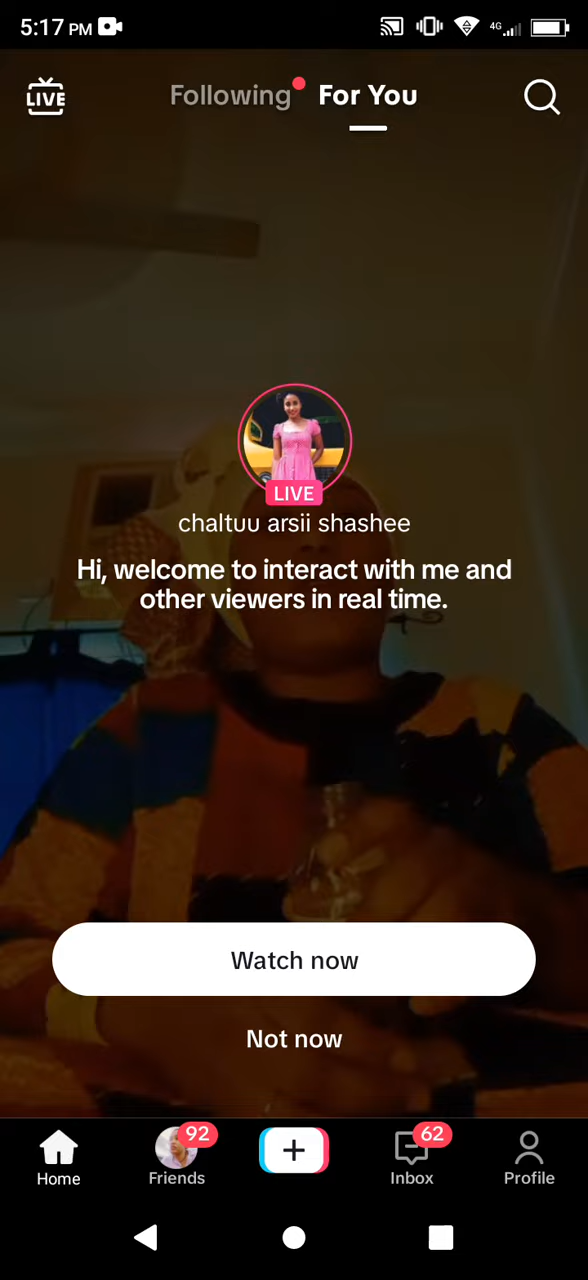 5:17 PM
4G
LIVE
Following
For You
LIVE
chaltuu arsii shashee
Hi, welcome to interact with me and
other viewers in real time.
Watch now
Not now
92
62
Home
Friends
Inbox
Profile